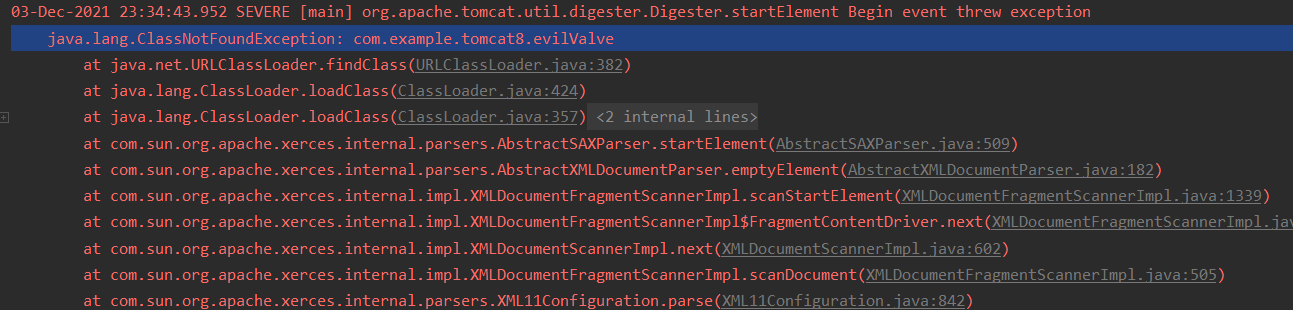 03-Dec-2021 23:34:43.952 SEVERE [main] org.apache.tomcat.util.digester.Digester.startElement Begin event threw exception
java.lang.ClassNotFoundException: com.example.tomcat8.evilValve
at java.net.URLClassLoader.findClass(URLClassLoader.java:382)
at java.lang.ClassLoader.loadClass(ClassLoader.java:424)
at java.lang.ClassLoader.loadClass(ClassLoader.java:357) <2 internal lines>
at com.sun.org.apache.xerces.internal.parsers.AbstractSAXParser.startElement(AbstractSAXParser.java:509)
at com.sun.org.apache.xerces.internal.parsers.AbstractXMLDocumentParser.emptyElement(AbstractXMLDocumentParser.java:182)
at com.sun.org.apache.xerces.internal.impl.XMLDocumentFragmentScannerImpl.scanStartElement(XMLDocumentFragmentScannerImpl.java:1339)
at com.sun.org.apache.xerces.internal.impl.XMLDocumentFragmentScannerImpl$FragmentContentDriver.next(XMLDocumentFragmentScannerImpl.jav
at com.sun.org.apache.xerces.internal.impl.XMLDocumentScannerImpl.next(XMLDocumentScannerImpl.java:602)
at com.sun.org.apache.xerces.internal.impl.XMLDocumentFragmentScannerImpl.scanDocument(XMLDocumentFragmentScannerImpl.java:505)
at com.sun.org.apache.xerces.internal.parsers.XML11Configuration.parse(XML11Configuration.java:842)